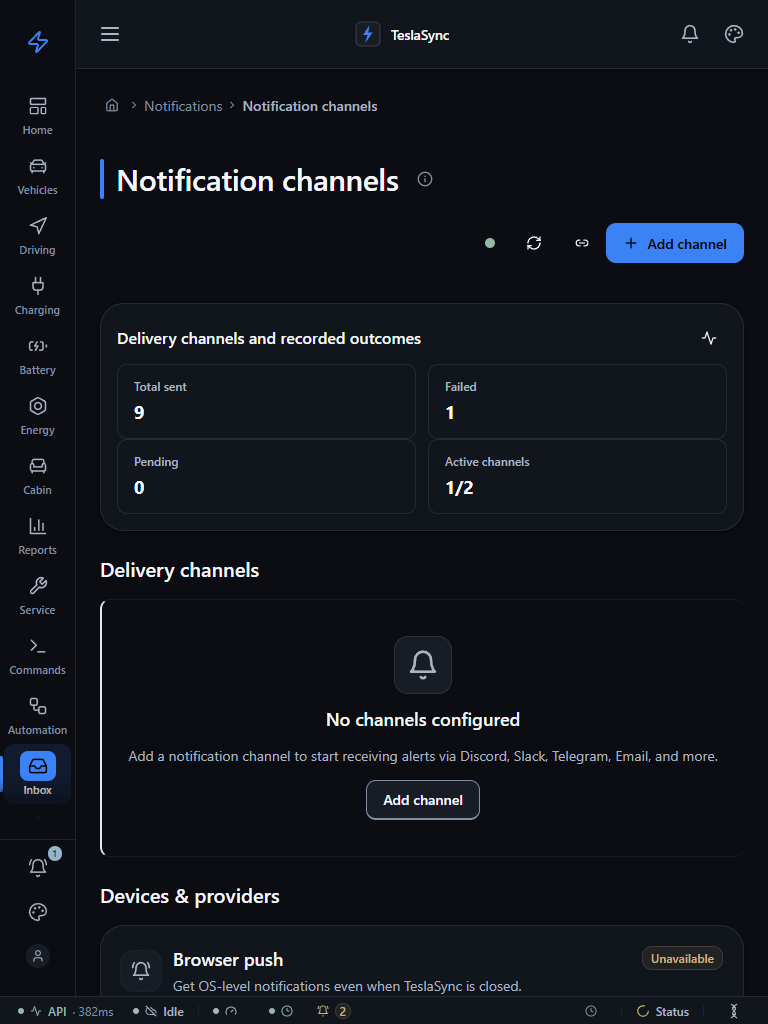 TeslaSync
Home
Vehicles
Driving
Charging
Battery
Energy
Cabin
Reports
Service
Commands
Automation
Inbox
1
Notifications
Notification channels
Notification channels
Add channel
Delivery channels and recorded outcomes
Total sent
9
Failed
1
Pending
0
Active channels
1/2
Delivery channels
No channels configured
Add a notification channel to start receiving alerts via Discord, Slack, Telegram, Email, and more.
Add channel
Devices & providers
Browser push
Unavailable
Get OS-level notifications even when TeslaSync is closed.
API · 382ms
Idle
2
Status